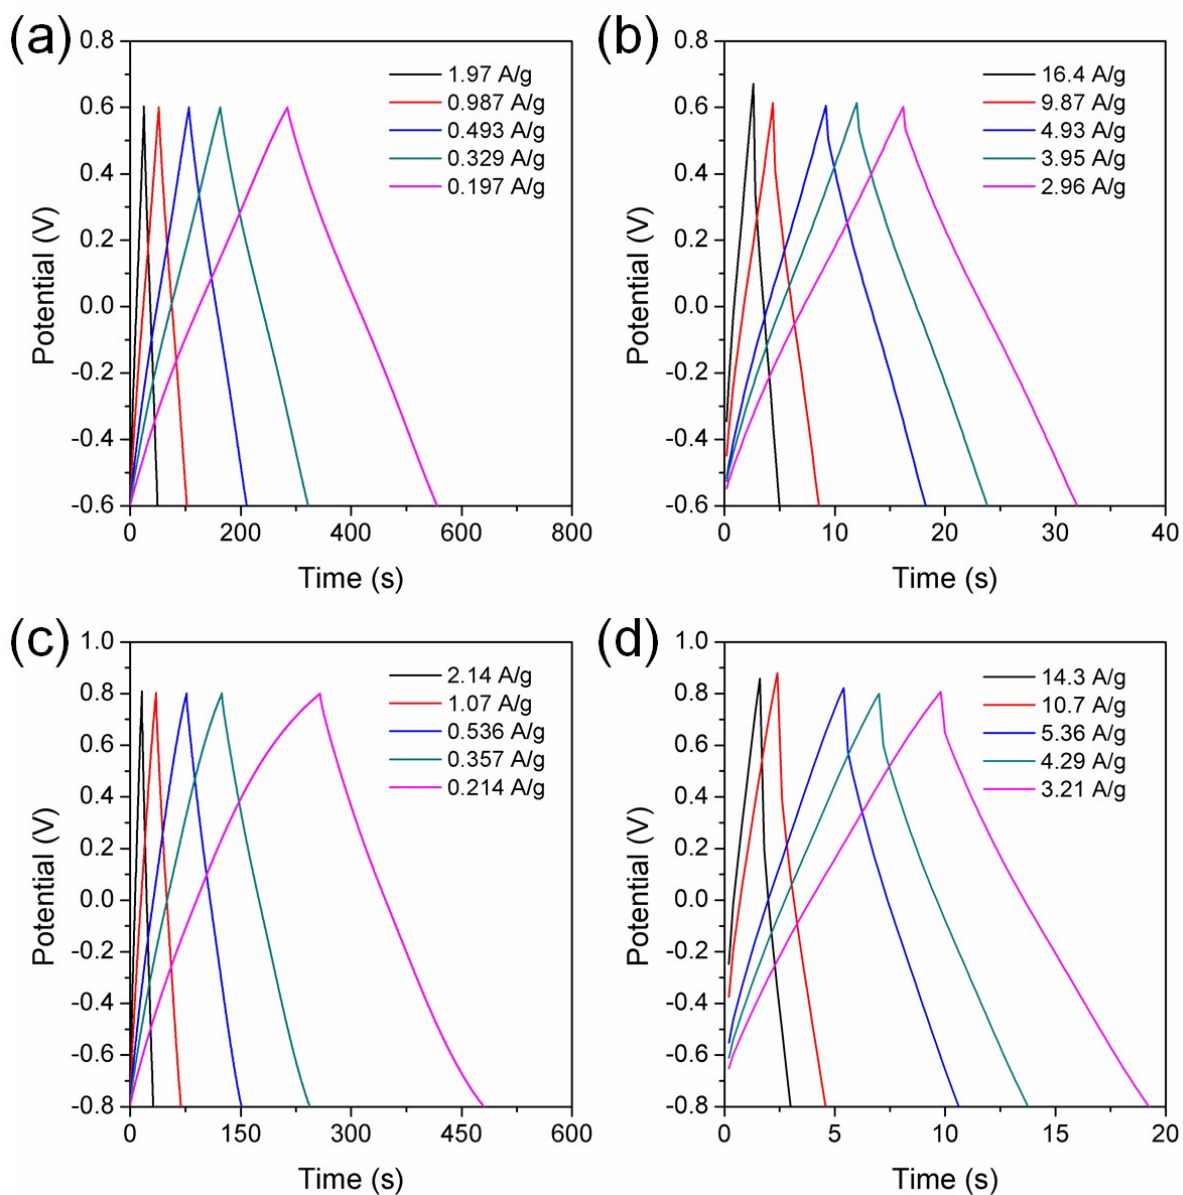 (a)
0.8
0.6
0.4
0.2
0.0
-0.2
-0.4
-0.6
Potential (V)
1.97 A/g
0.987 A/g
0.493 A/g
0.329 A/g
0.197 A/g
0 200 400 600 800
Time (s)
(b)
0.8
0.6
0.4
0.2
0.0
-0.2
-0.4
-0.6
Potential (V)
16.4 A/g
9.87 A/g
4.93 A/g
3.95 A/g
2.96 A/g
0 10 20 30 40
Time (s)
(c)
1.0
0.8
0.6
0.4
0.2
0.0
-0.2
-0.4
-0.6
-0.8
Potential (V)
2.14 A/g
1.07 A/g
0.536 A/g
0.357 A/g
0.214 A/g
0 150 300 450 600
Time (s)
(d)
1.0
0.8
0.6
0.4
0.2
0.0
-0.2
-0.4
-0.6
-0.8
Potential (V)
14.3 A/g
10.7 A/g
5.36 A/g
4.29 A/g
3.21 A/g
0 5 10 15 20
Time (s)